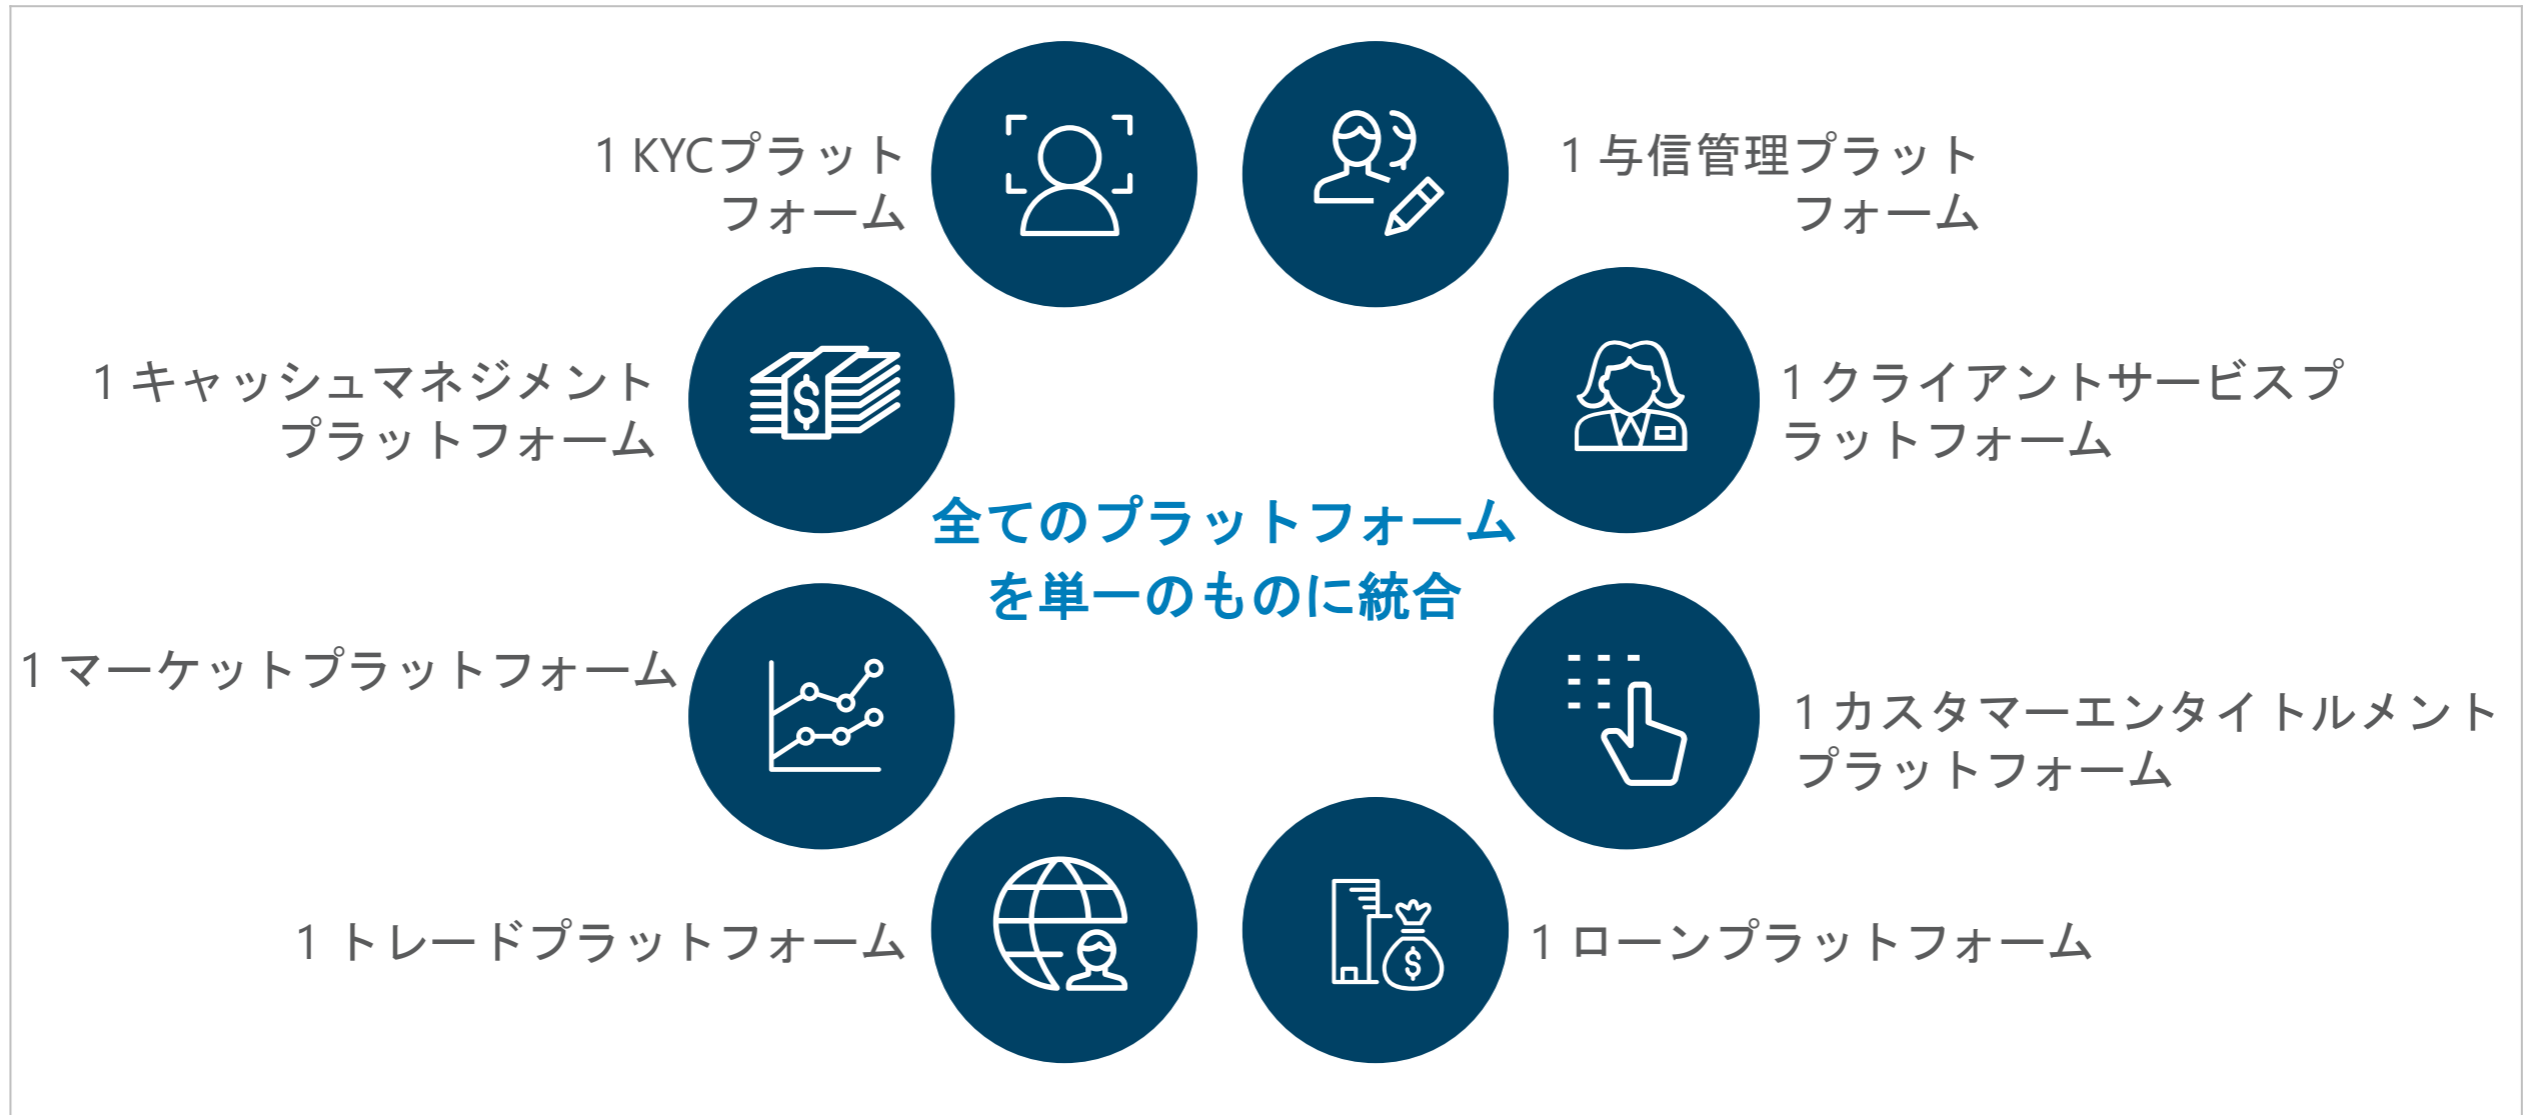 1 KYCプラット
フォーム
1 与信管理プラット
フォーム
1 キャッシュマネジメント
プラットフォーム
1 クライアントサービスプ
ラットフォーム
全てのプラットフォーム
を単一のものに統合
1 マーケットプラットフォーム
1 カスタマーエンタイトルメント
プラットフォーム
1 トレードプラットフォーム
1 ローンプラットフォーム
$
$